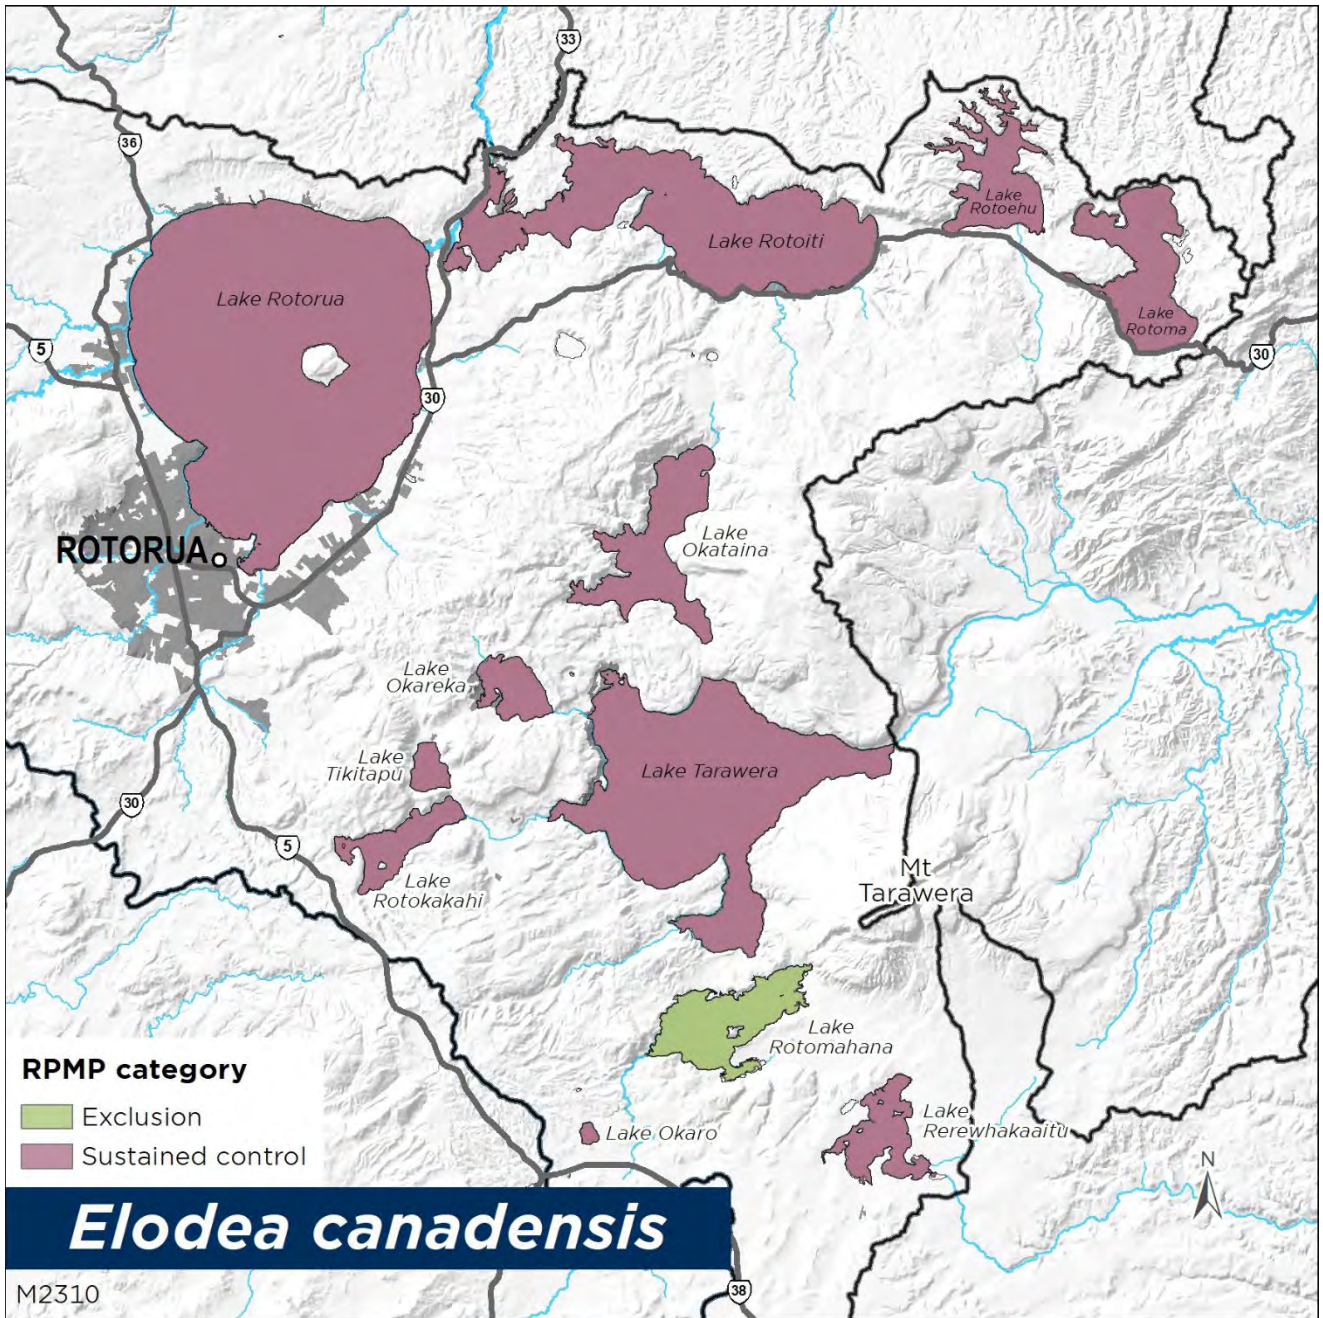 33
36
Lake
Rotoehu
Lake Rotoiti
Lake Rotorua
Lake
Rotoma
5
30
30
ROTORUA
Lake
Okataina
Lake
Okareka
Lake
Tikitapu
Lake Tarawera
30
5
Lake
Rotokakahi
Mt
Tarawera
Lake
Rotomahana
RPMP category
Exclusion
Sustained control
Lake Okaro
Lake
Rerewhakaaitu
N
Elodea canadensis
M2310
38